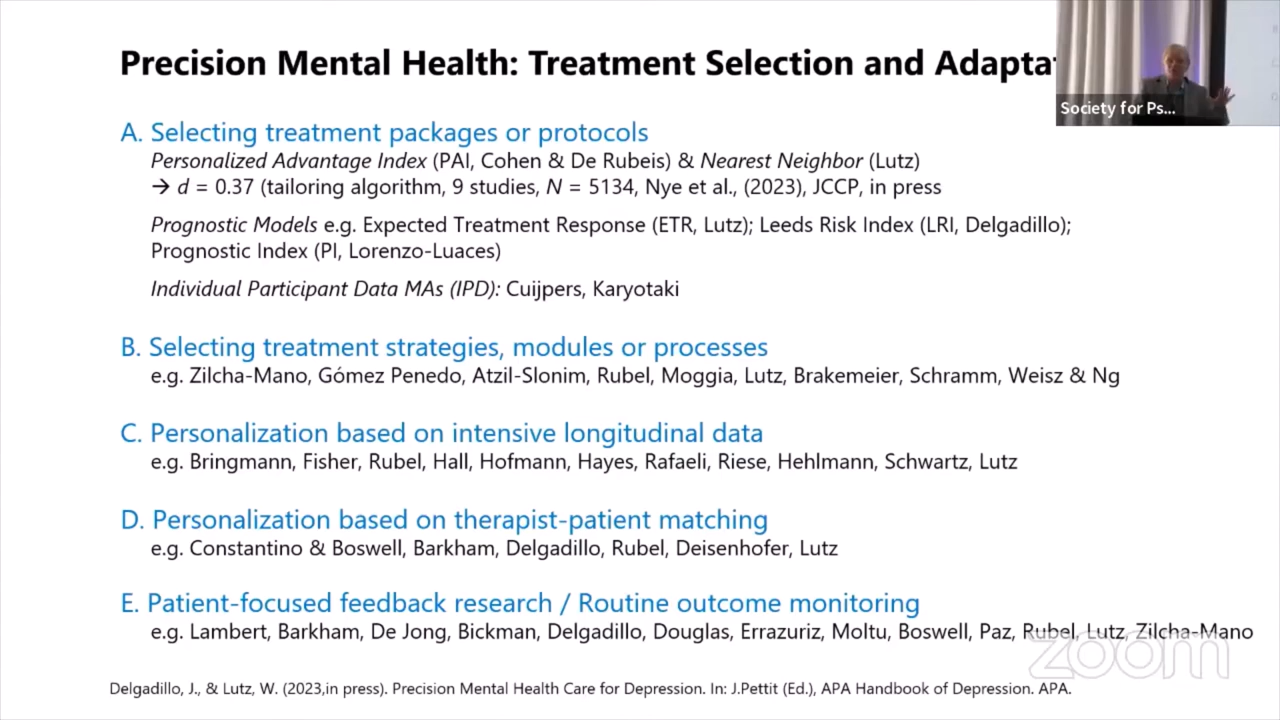 Precision Mental Health: Treatment Selection and Adapta
Society for Ps...
A. Selecting treatment packages or protocols
Personalized Advantage Index (PAI, Cohen & De Rubeis) & Nearest Neighbor (Lutz)
→ d = 0.37 (tailoring algorithm, 9 studies, N = 5134, Nye et al., (2023), JCCP, in press
Prognostic Models e.g. Expected Treatment Response (ETR, Lutz); Leeds Risk Index (LRI, Delgadillo);
Prognostic Index (PI, Lorenzo-Luaces)
Individual Participant Data MAs (IPD): Cuijpers, Karyotaki
B. Selecting treatment strategies, modules or processes
e.g. Zilcha-Mano, Gómez Penedo, Atzil-Slonim, Rubel, Moggia, Lutz, Brakemeier, Schramm, Weisz & Ng
C. Personalization based on intensive longitudinal data
e.g. Bringmann, Fisher, Rubel, Hall, Hofmann, Hayes, Rafaeli, Riese, Hehlmann, Schwartz, Lutz
D. Personalization based on therapist-patient matching
e.g. Constantino & Boswell, Barkham, Delgadillo, Rubel, Deisenhofer, Lutz
E. Patient-focused feedback research / Routine outcome monitoring
e.g. Lambert, Barkham, De Jong, Bickman, Delgadillo, Douglas, Errazuriz, Moltu, Boswell, Paz, Rubel, Lutz, Zilcha-Mano
zoom
Delgadillo, J., & Lutz, W. (2023,in press). Precision Mental Health Care for Depression. In: J.Pettit (Ed.), APA Handbook of Depression. APA.